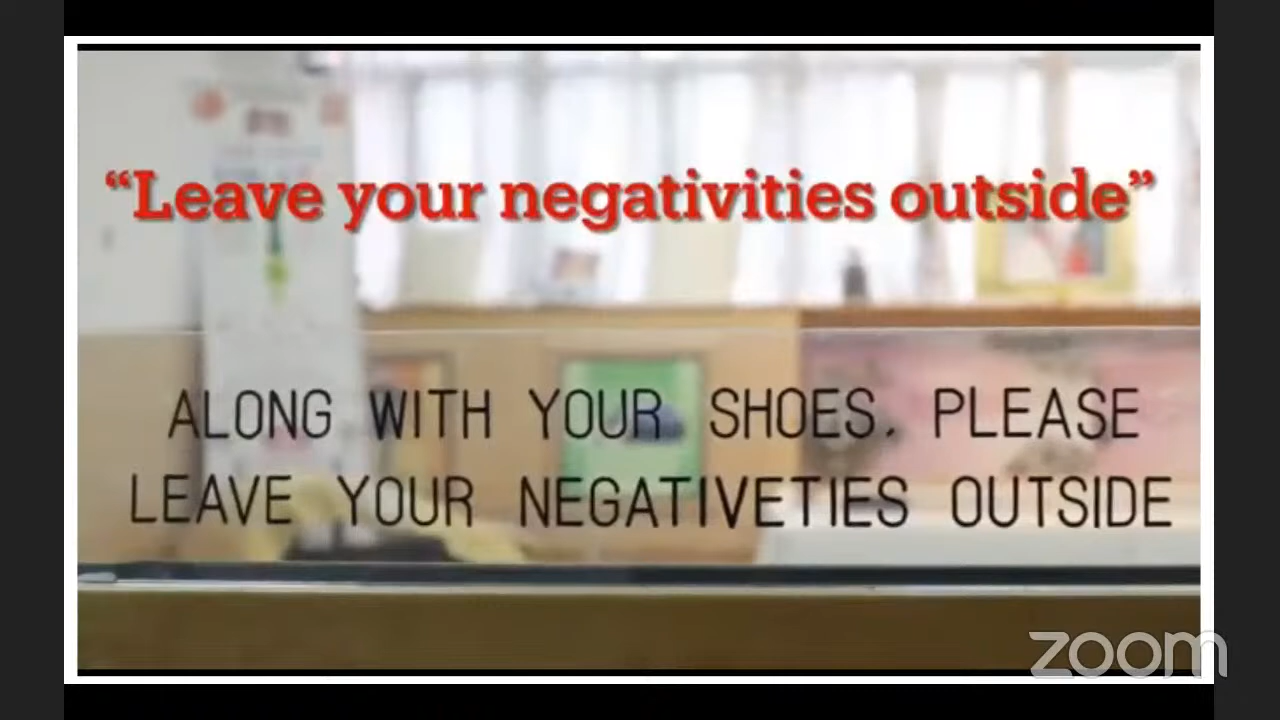 “Leave your negativities outside”
ALONG WITH YOUR SHOES. PLEASE
LEAVE YOUR NEGATIVETIES OUTSIDE
zoom